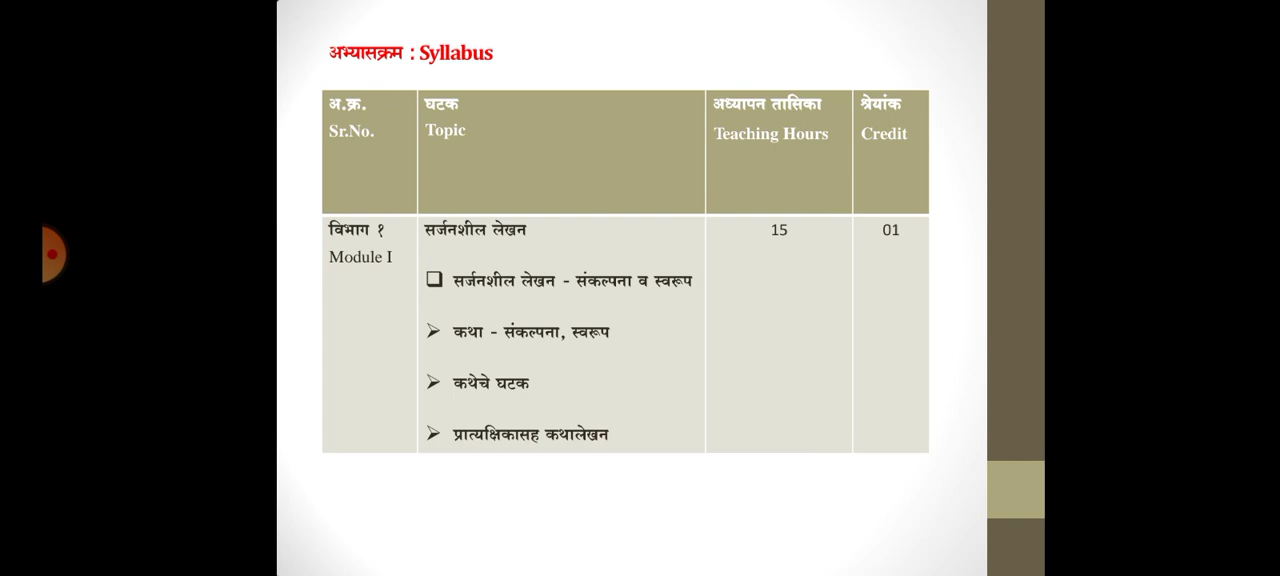 अभ्यासक्रम : Syllabus
अ.क्र.
Sr.No.
घटक
Topic
अध्यापन तासिका
Teaching Hours
श्रेयांक
Credit
विभाग १
Module I
सर्जनशील लेखन
सर्जनशील लेखन - संकल्पना व स्वरूप
कथा - संकल्पना, स्वरूप
कथेचे घटक
प्रात्यक्षिकासह कथालेखन
15
01